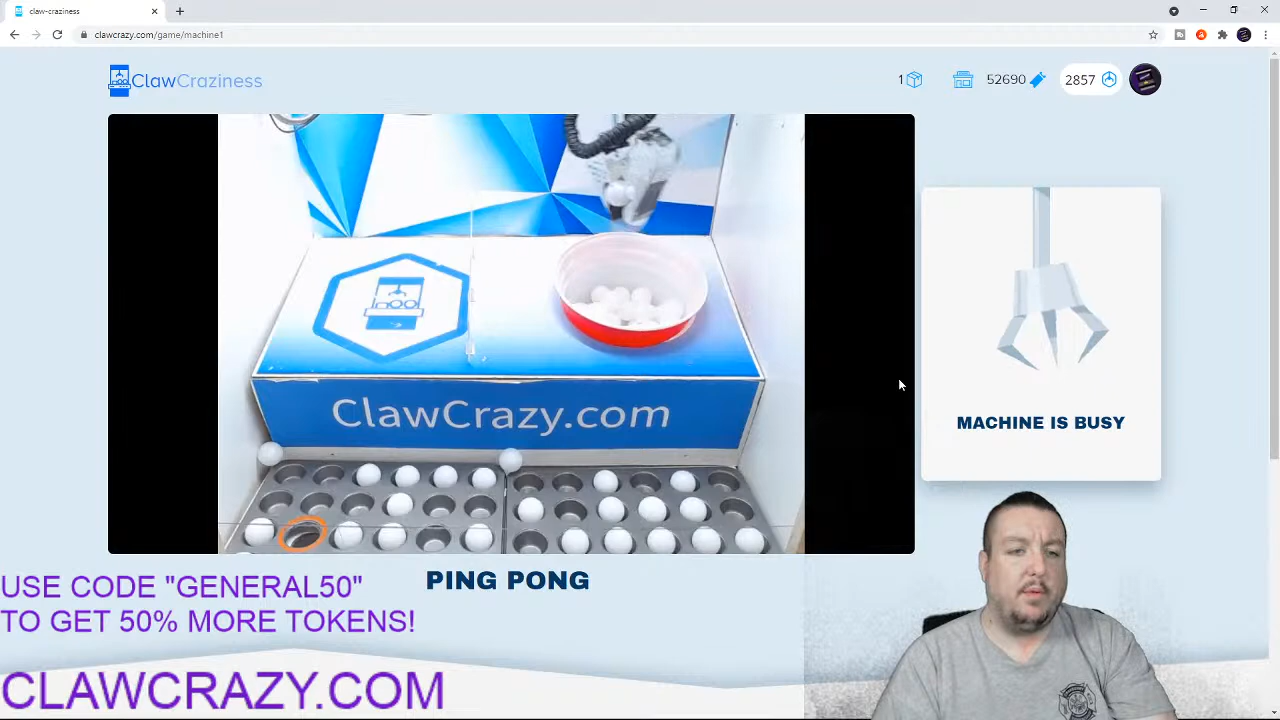 claw-craziness
clawcrazy.com/game/machine1
ClawCraziness
1
52690
2857
ClawCrazy.com
MACHINE IS BUSY
PING PONG
USE CODE "GENERAL50"
TO GET 50% MORE TOKENS!
CLAWCRAZY.COM